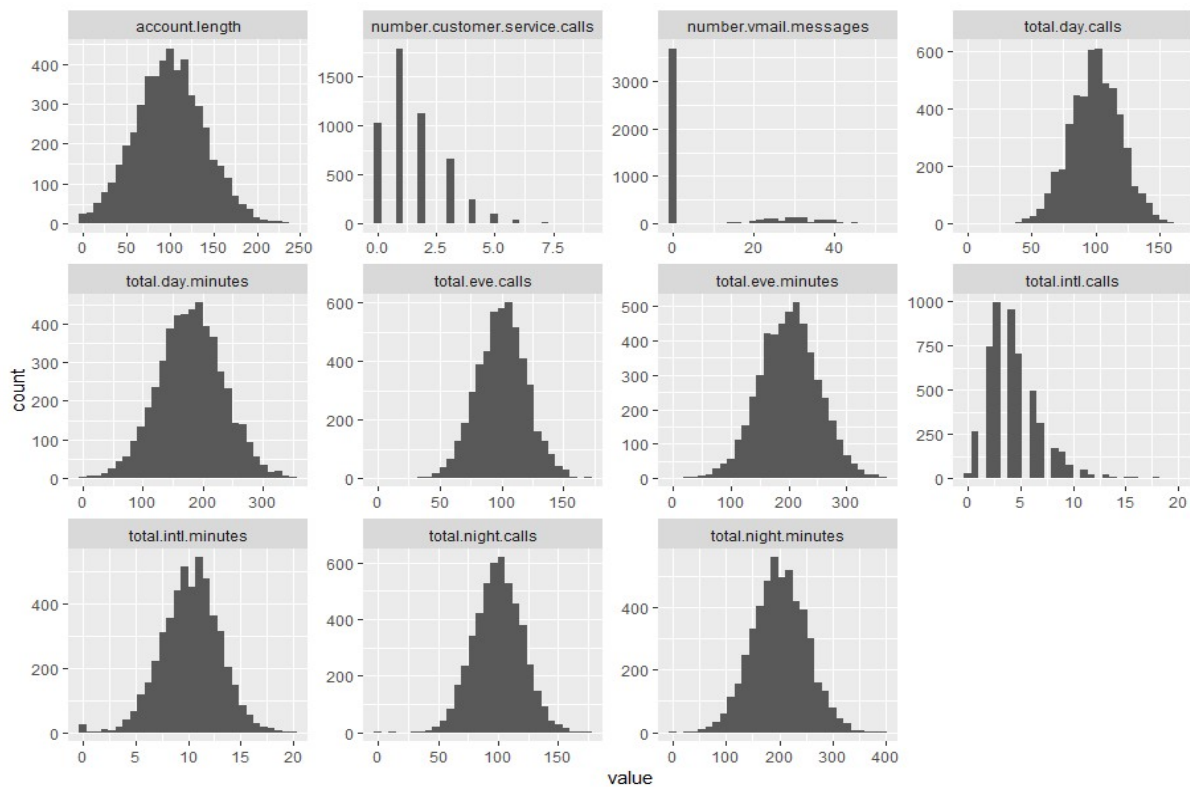 account.length
number.customer.service.calls
number.vmail.messages
total.day.calls
400
300
200
100
0
0 50 100 150 200 250
1500
1000
500
0
0.0 2.5 5.0 7.5
3000
2000
1000
0
0 20 40
600
400
200
0
0 50 100 150
total.day.minutes
total.eve.calls
total.eve.minutes
total.intl.calls
400
300
200
100
0
0 100 200 300
600
400
200
0
0 50 100 150
500
400
300
200
100
0
0 100 200 300
1000
750
500
250
0
0 5 10 15 20
total.intl.minutes
total.night.calls
total.night.minutes
400
200
0
0 5 10 15 20
600
400
200
0
0 50 100 150
400
200
0
0 100 200 300 400
count
value